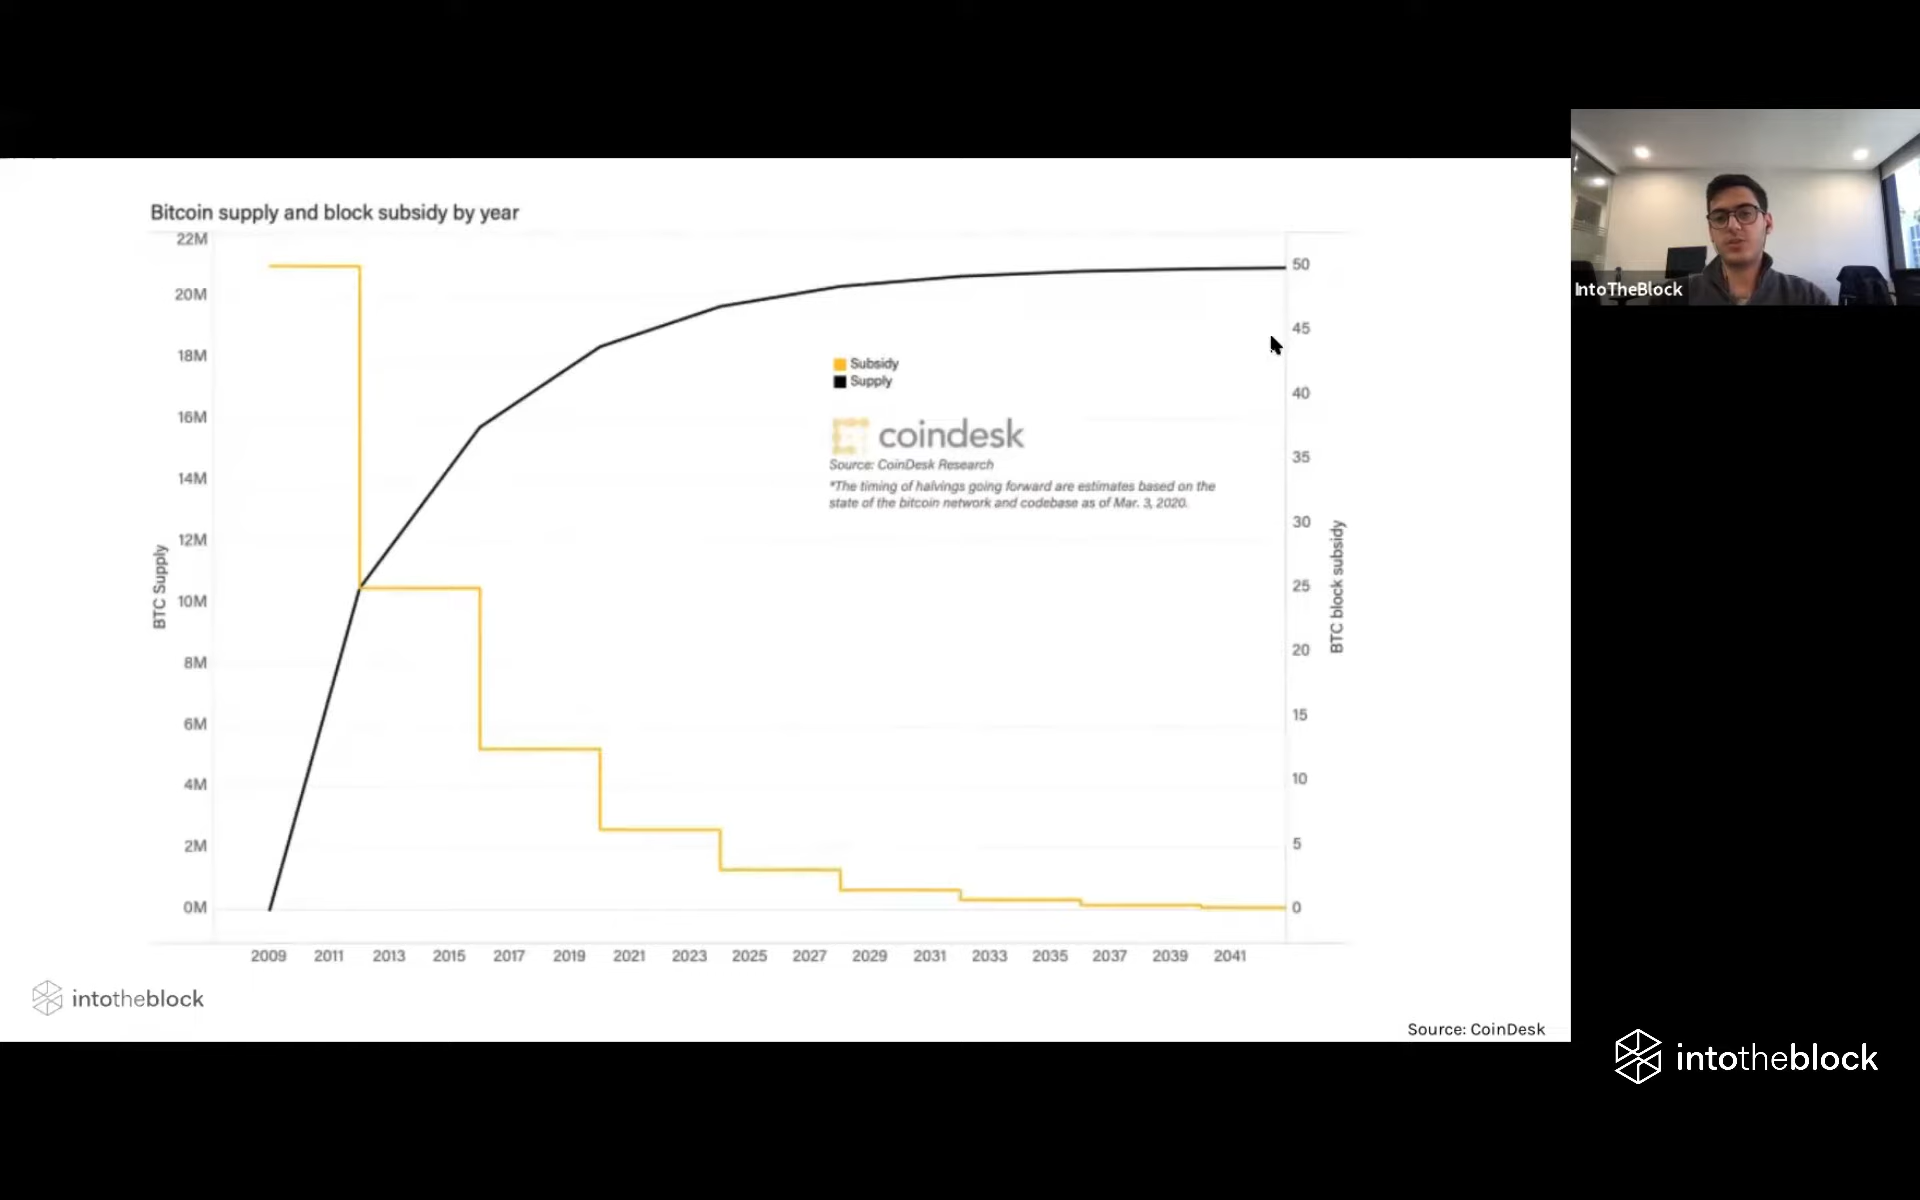 Bitcoin supply and block subsidy by year
22M
20M
18M
16M
14M
12M
10M
8M
6M
4M
2M
0M
BTC Supply
50
45
40
35
30
25
20
15
10
5
0
BTC block subsidy
Subsidy
Supply
coindesk
Source: CoinDesk Research
*The timing of halvings going forward are estimates based on the
state of the bitcoin network and codebase as of Mar. 3, 2020.
2009 2011 2013 2015 2017 2019 2021 2023 2025 2027 2029 2031 2033 2035 2037 2039 2041
intotheblock
Source: CoinDesk
IntoTheBlock
intotheblock